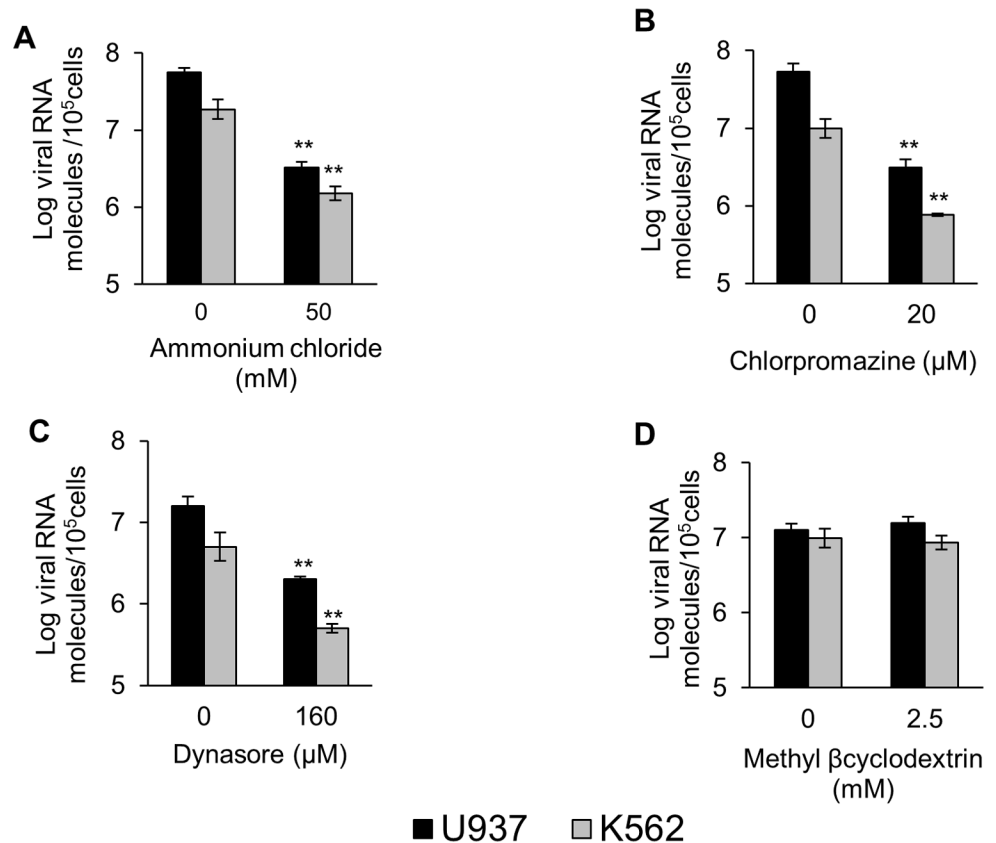 A
Log viral RNA
molecules /10⁵cells
8
7
6
5
**
**
0
50
Ammonium chloride
(mM)
B
Log viral RNA
molecules/10⁵cells
8
7
6
5
**
**
0
20
Chlorpromazine (µM)
C
Log viral RNA
molecules/10⁵cells
8
7
6
5
**
**
0
160
Dynasore (µM)
D
Log viral RNA
molecules/10⁵cells
8
7
6
5
0
2.5
Methyl βcyclodextrin
(mM)
U937
K562